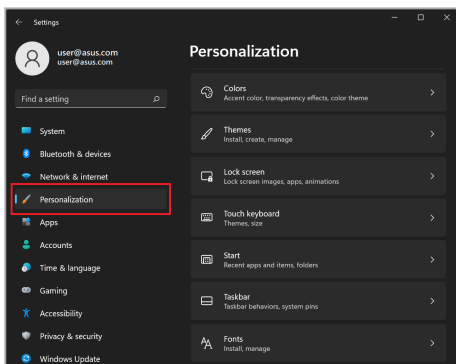 Settings
user@asus.com
user@asus.com
Find a setting
System
Bluetooth & devices
Network & internet
Personalization
Apps
Accounts
Time & language
Gaming
Accessibility
Privacy & security
Windows Update
Personalization
Colors
Accent color, transparency effects, color theme
Themes
Install, create, manage
Lock screen
Lock screen images, apps, animations
Touch keyboard
Themes, size
Start
Recent apps and items, folders
Taskbar
Taskbar behaviors, system pins
Fonts
Install, manage